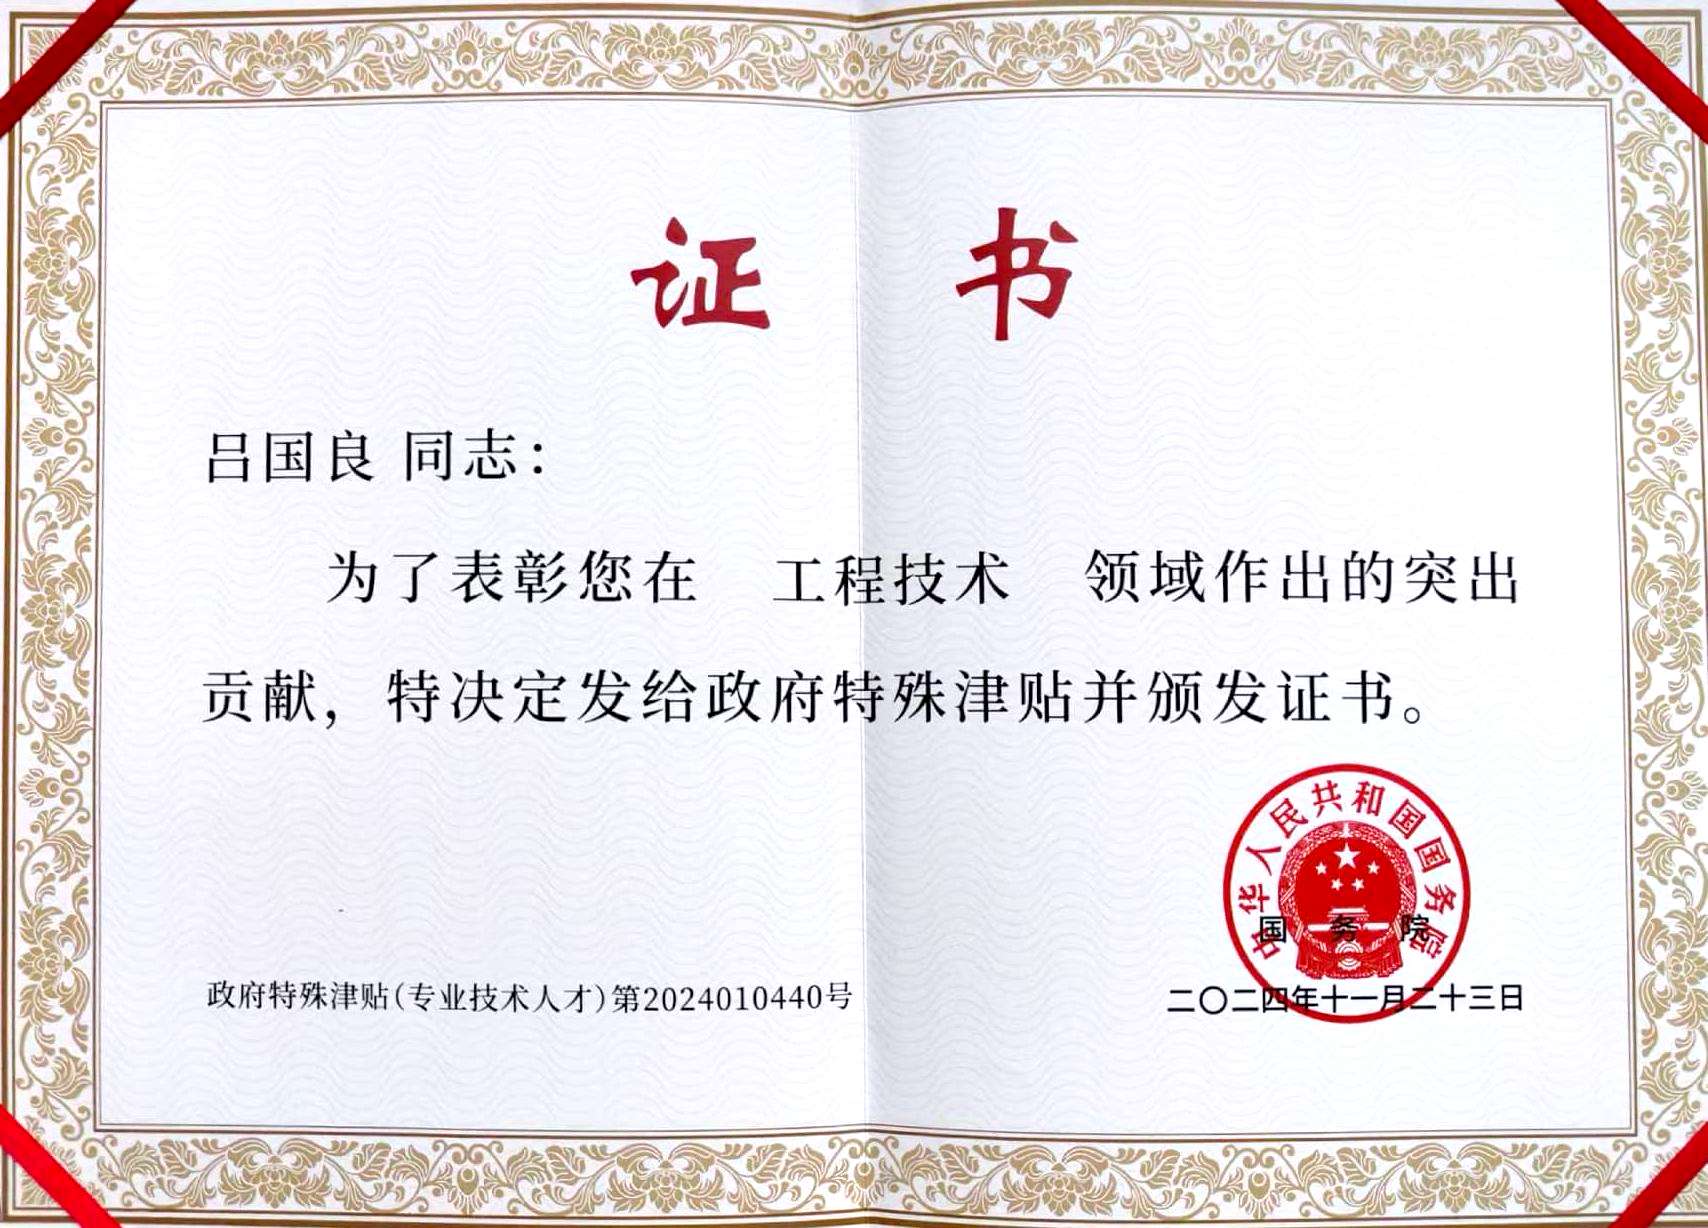 证书
吕国良 同志：
为了表彰您在 工程技术 领域作出的突出
贡献，特决定发给政府特殊津贴并颁发证书。
中华人民共和国国务院
国务院
政府特殊津贴(专业技术人才)第2024010440号
二〇二四年十一月二十三日